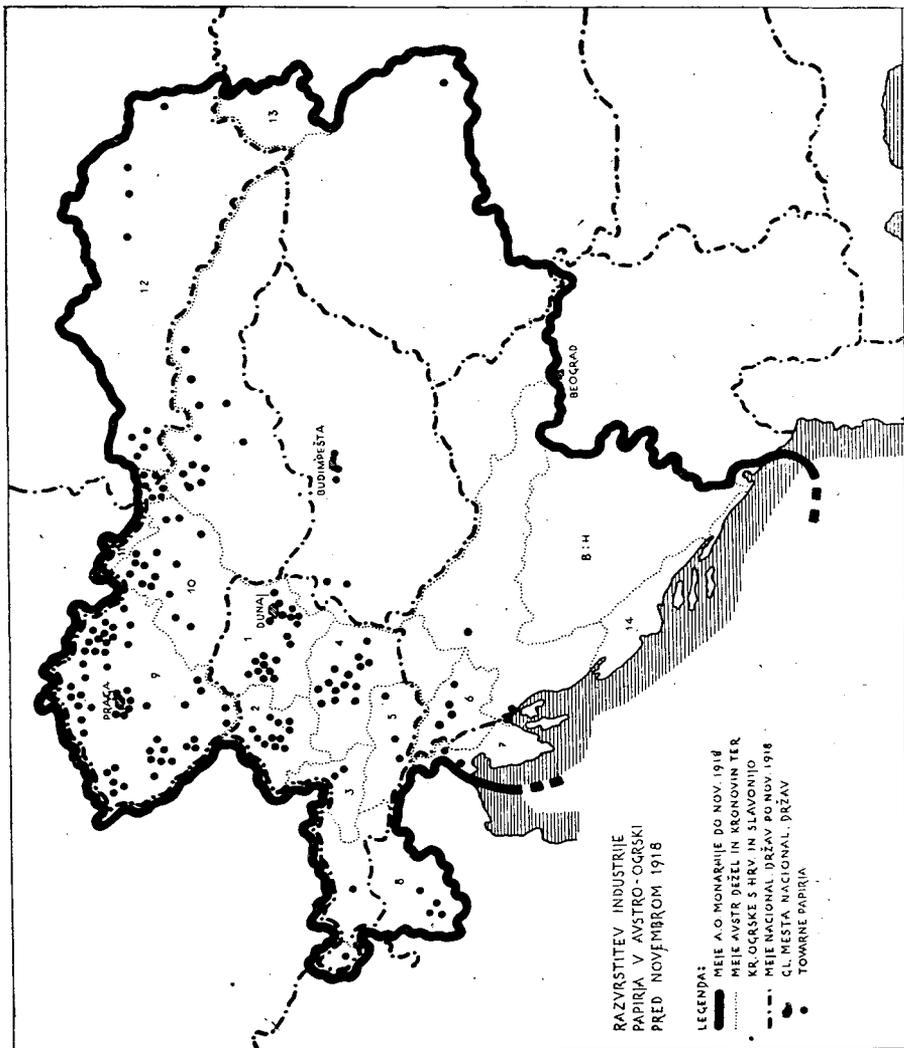 RAZVRSTITEV INDUSTRIJE
PAPIRJA V AVSTRO-OGRSKI
PRED NOVEMBROM 1918
LEGENDA:
MEJE A.O. MONARHIJE DO NOV. 1918
MEJE AVSTR DEŽEL IN KRONOVIN TER
KR. OGRSKE S HRV. IN SLAVONIJO
MEJE NACIONAL. DRŽAV PO NOV. 1918
GL. MESTA NACIONAL. DRŽAV
TOVARNE PAPIRJA
PRAGA
DUNAJ
BUDIMPEŠTA
BEOGRAD
B:H
1
2
3
4
5
6
7
8
9
10
11
12
13
14